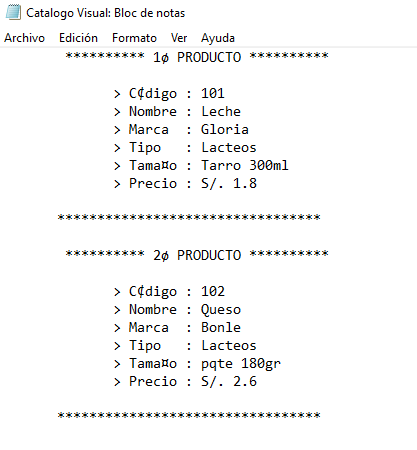 Catalogo Visual: Bloc de notas
Archivo Edición Formato Ver Ayuda
********** 1ø PRODUCTO **********
> C¢digo : 101
> Nombre : Leche
> Marca  : Gloria
> Tipo   : Lacteos
> Tama¤o : Tarro 300ml
> Precio : S/. 1.8
*********************************
********** 2ø PRODUCTO **********
> C¢digo : 102
> Nombre : Queso
> Marca  : Bonle
> Tipo   : Lacteos
> Tama¤o : pqte 180gr
> Precio : S/. 2.6
*********************************